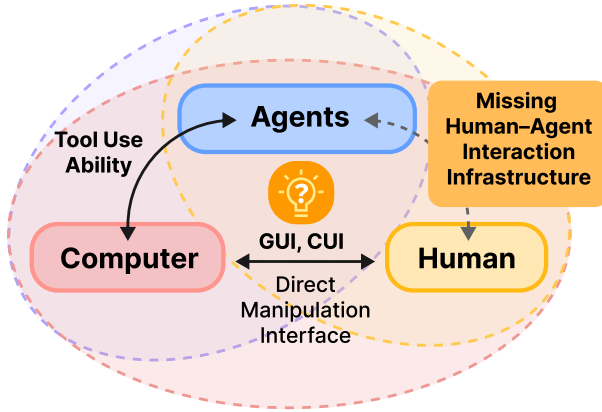 Agents
Missing
Human–Agent
Interaction
Infrastructure
Tool Use
Ability
?
GUI, CUI
Computer
Human
Direct
Manipulation
Interface